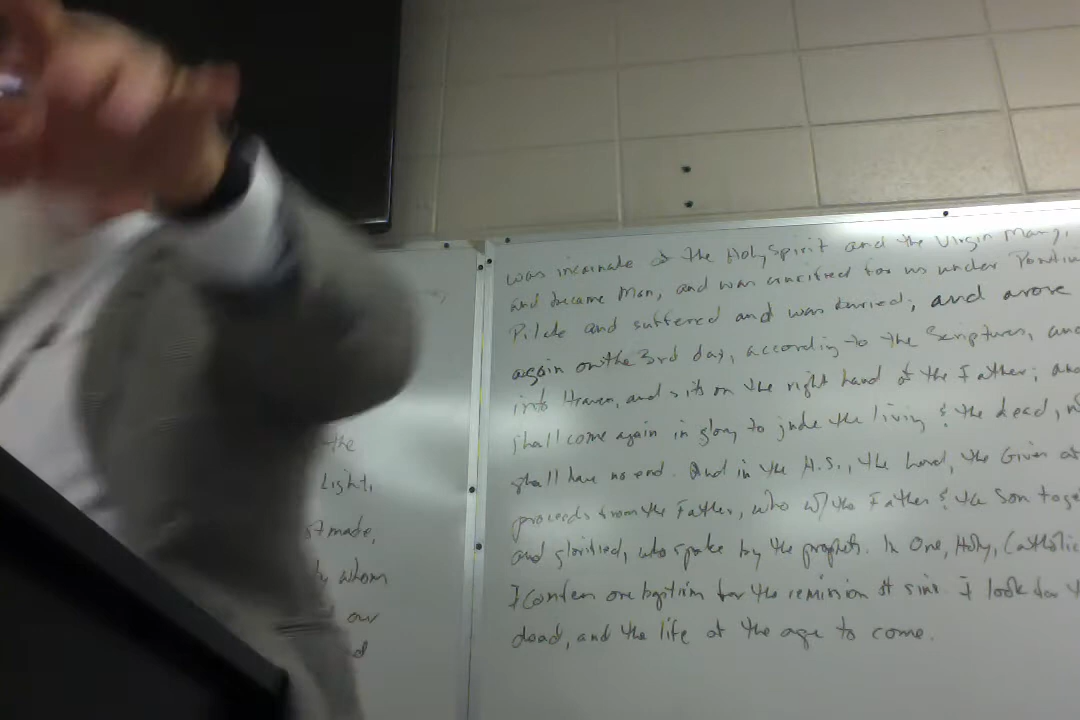 the
Light,
made,
whom
our
was incarnate of the Holy Spirit and the Virgin Mary,
and became Man, and was crucified for us under Pontiu
Pilate and suffered and was buried; and arose
again on the 3rd day, according to the Scriptures, and
into Heaven, and sits on the right hand of the Father; and
shall come again in glory to jude the living & the dead, w
shall have no end. And in the H.S., the Lord, the Giver of
proceeds from the Father, who w/ the Father & the Son toge
and glorified, who spoke by the prophets. In One, Holy, Catholic
I confess one baptism for the remission of sins. I look for t
dead, and the life of the age to come.